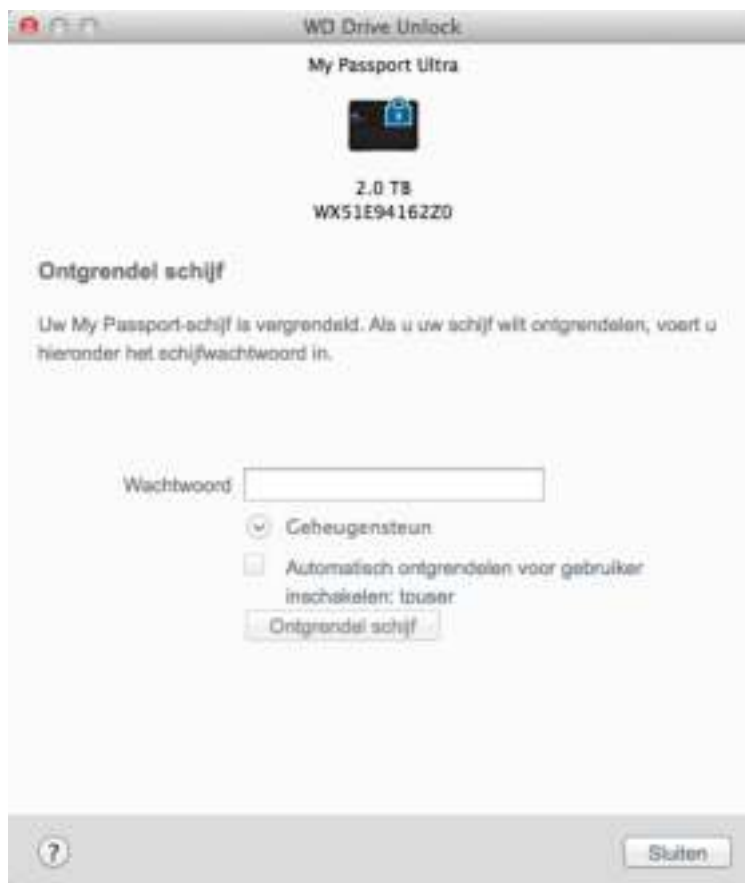 WD Drive Unlock
My Passport Ultra
2.0 TB
WX51E94162Z0
Ontgrendel schijf
Uw My Passport-schijf is vergrendeld. Als u uw schijf wilt ontgrendelen, voert u
hieronder het schijfwachtwoord in.
Wachtwoord
Geheugensteun
Automatisch ontgrendelen voor gebruiker
inschakelen: tpuser
Ontgrendel schijf
?
Sluiten